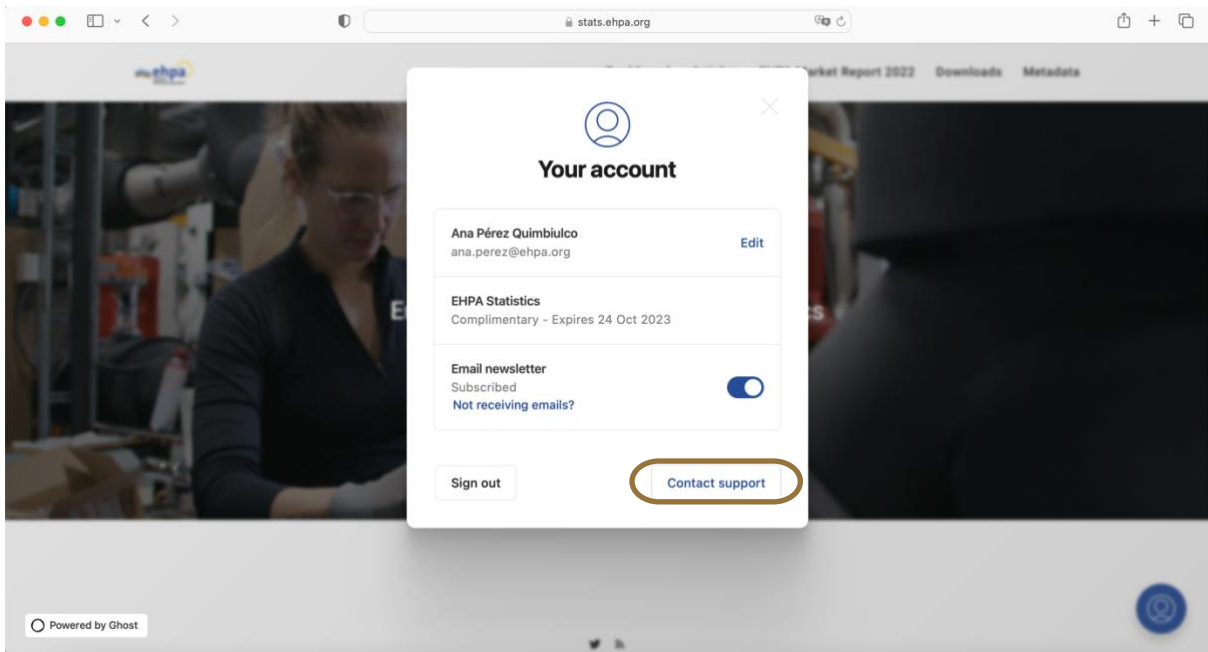 stats.ehpa.org
ehpa
Market Report 2022 Downloads Metadata
Your account
Ana Pérez Quimbiulco
ana.perez@ehpa.org
Edit
EHPA Statistics
Complimentary - Expires 24 Oct 2023
Email newsletter
Subscribed
Not receiving emails?
Sign out
Contact support
Powered by Ghost